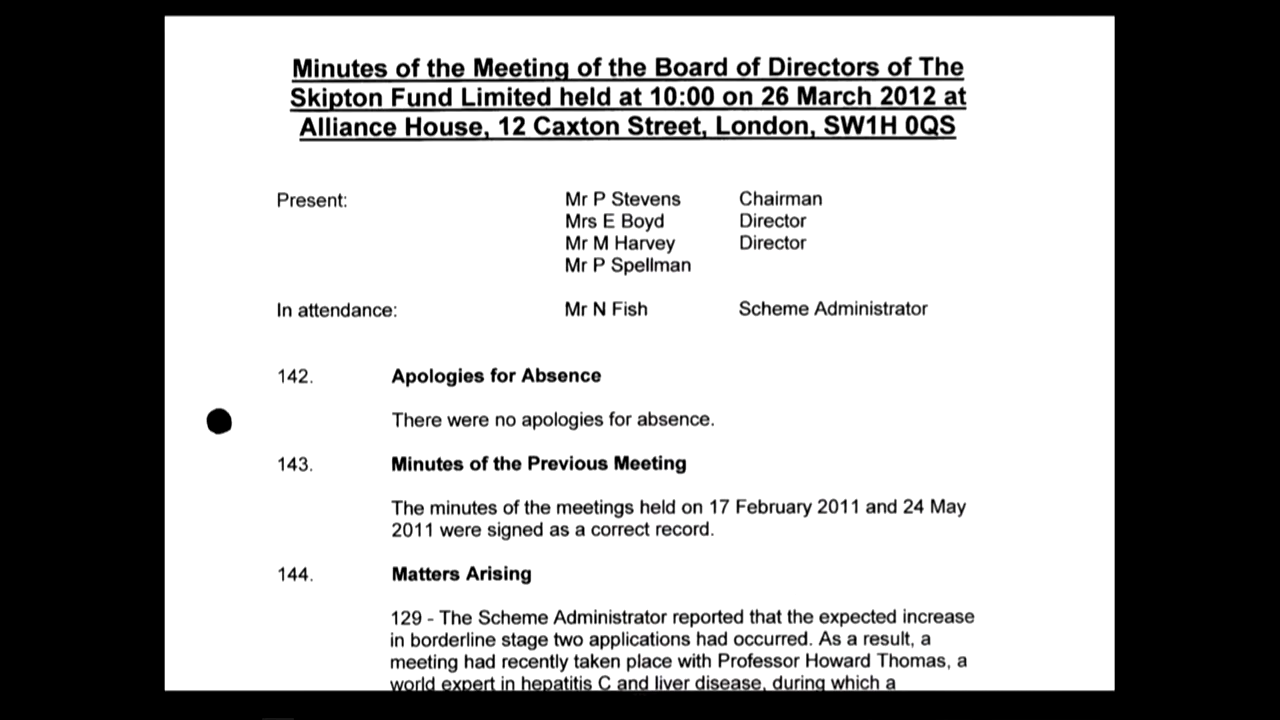 Minutes of the Meeting of the Board of Directors of The
Skipton Fund Limited held at 10:00 on 26 March 2012 at
Alliance House, 12 Caxton Street, London, SW1H 0QS
Present:
Mr P Stevens Chairman
Mrs E Boyd Director
Mr M Harvey Director
Mr P Spellman
In attendance: Mr N Fish Scheme Administrator
142. Apologies for Absence
There were no apologies for absence.
143. Minutes of the Previous Meeting
The minutes of the meetings held on 17 February 2011 and 24 May
2011 were signed as a correct record.
144. Matters Arising
129 - The Scheme Administrator reported that the expected increase
in borderline stage two applications had occurred. As a result, a
meeting had recently taken place with Professor Howard Thomas, a
world expert in hepatitis C and liver disease, during which a